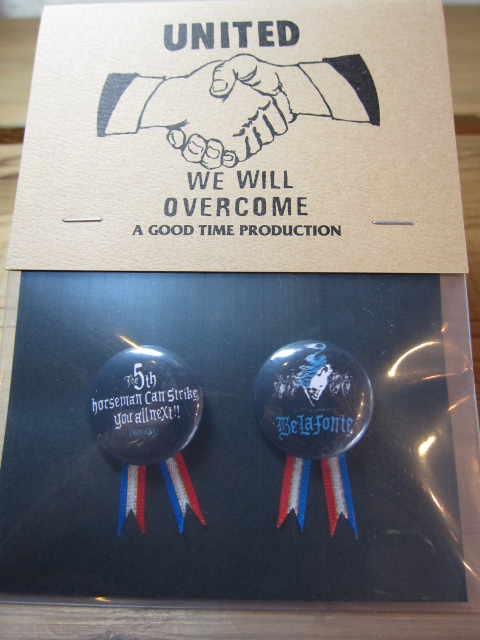 UNITED
WE WILL
OVERCOME
A GOOD TIME PRODUCTION
The 5th
horseman Can Strike
You all next!!
BeLaFonte